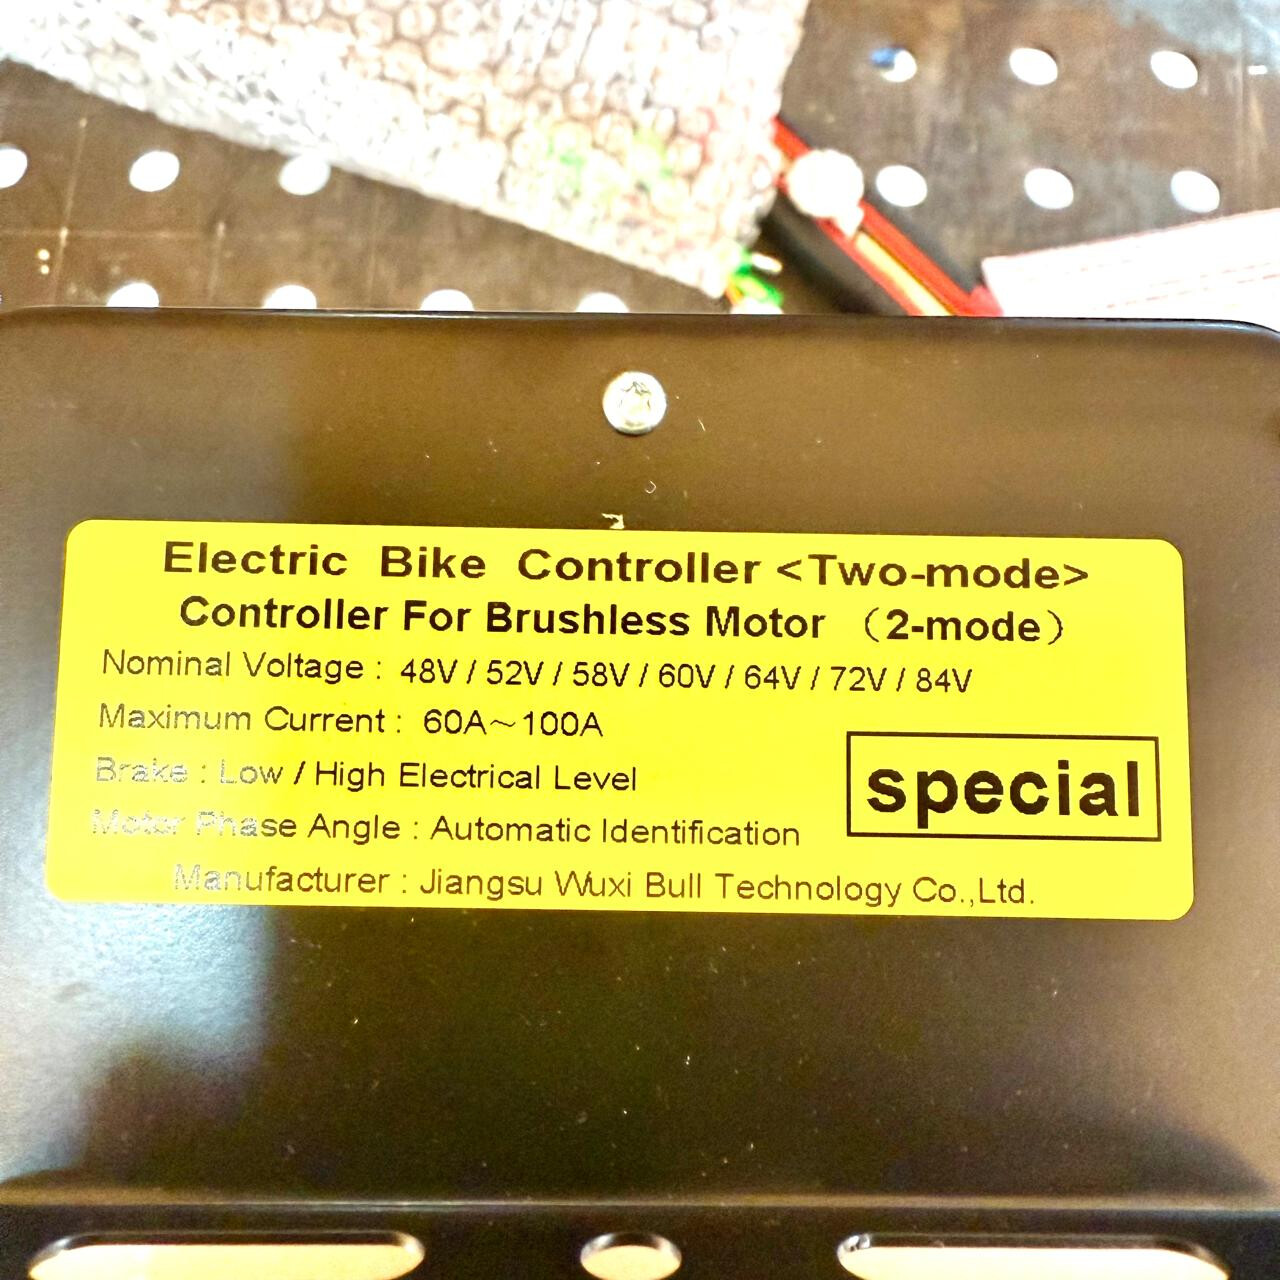 Electric Bike Controller <Two-mode>
Controller For Brushless Motor （2-mode）
Nominal Voltage : 48V / 52V / 58V / 60V / 64V / 72V / 84V
Maximum Current : 60A～100A
Brake : Low / High Electrical Level
special
Motor Phase Angle : Automatic Identification
Manufacturer : Jiangsu Wuxi Bull Technology Co.,Ltd.